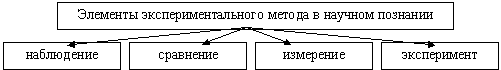 Элементы экспериментального метода в научном познании
наблюдение
сравнение
измерение
эксперимент